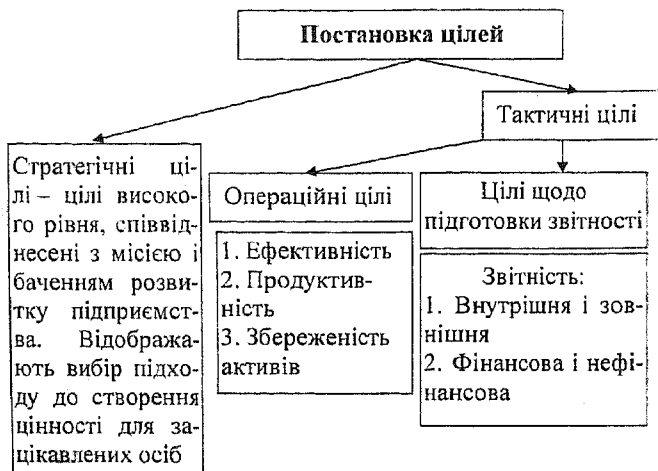 Постановка цілей
Тактичні цілі
Стратегічні ці-
лі – цілі високо-
го рівня, співвід-
несені з місією і
баченням розви-
тку підприємст-
ва. Відобража-
ють вибір підхо-
ду до створення
цінності для за-
цікавлених осіб
Операційні цілі
1. Ефективність
2. Продуктив-
ність
3. Збереженість
активів
Цілі щодо
підготовки звітності
Звітність:
1. Внутрішня і зов-
нішня
2. Фінансова і нефі-
нансова